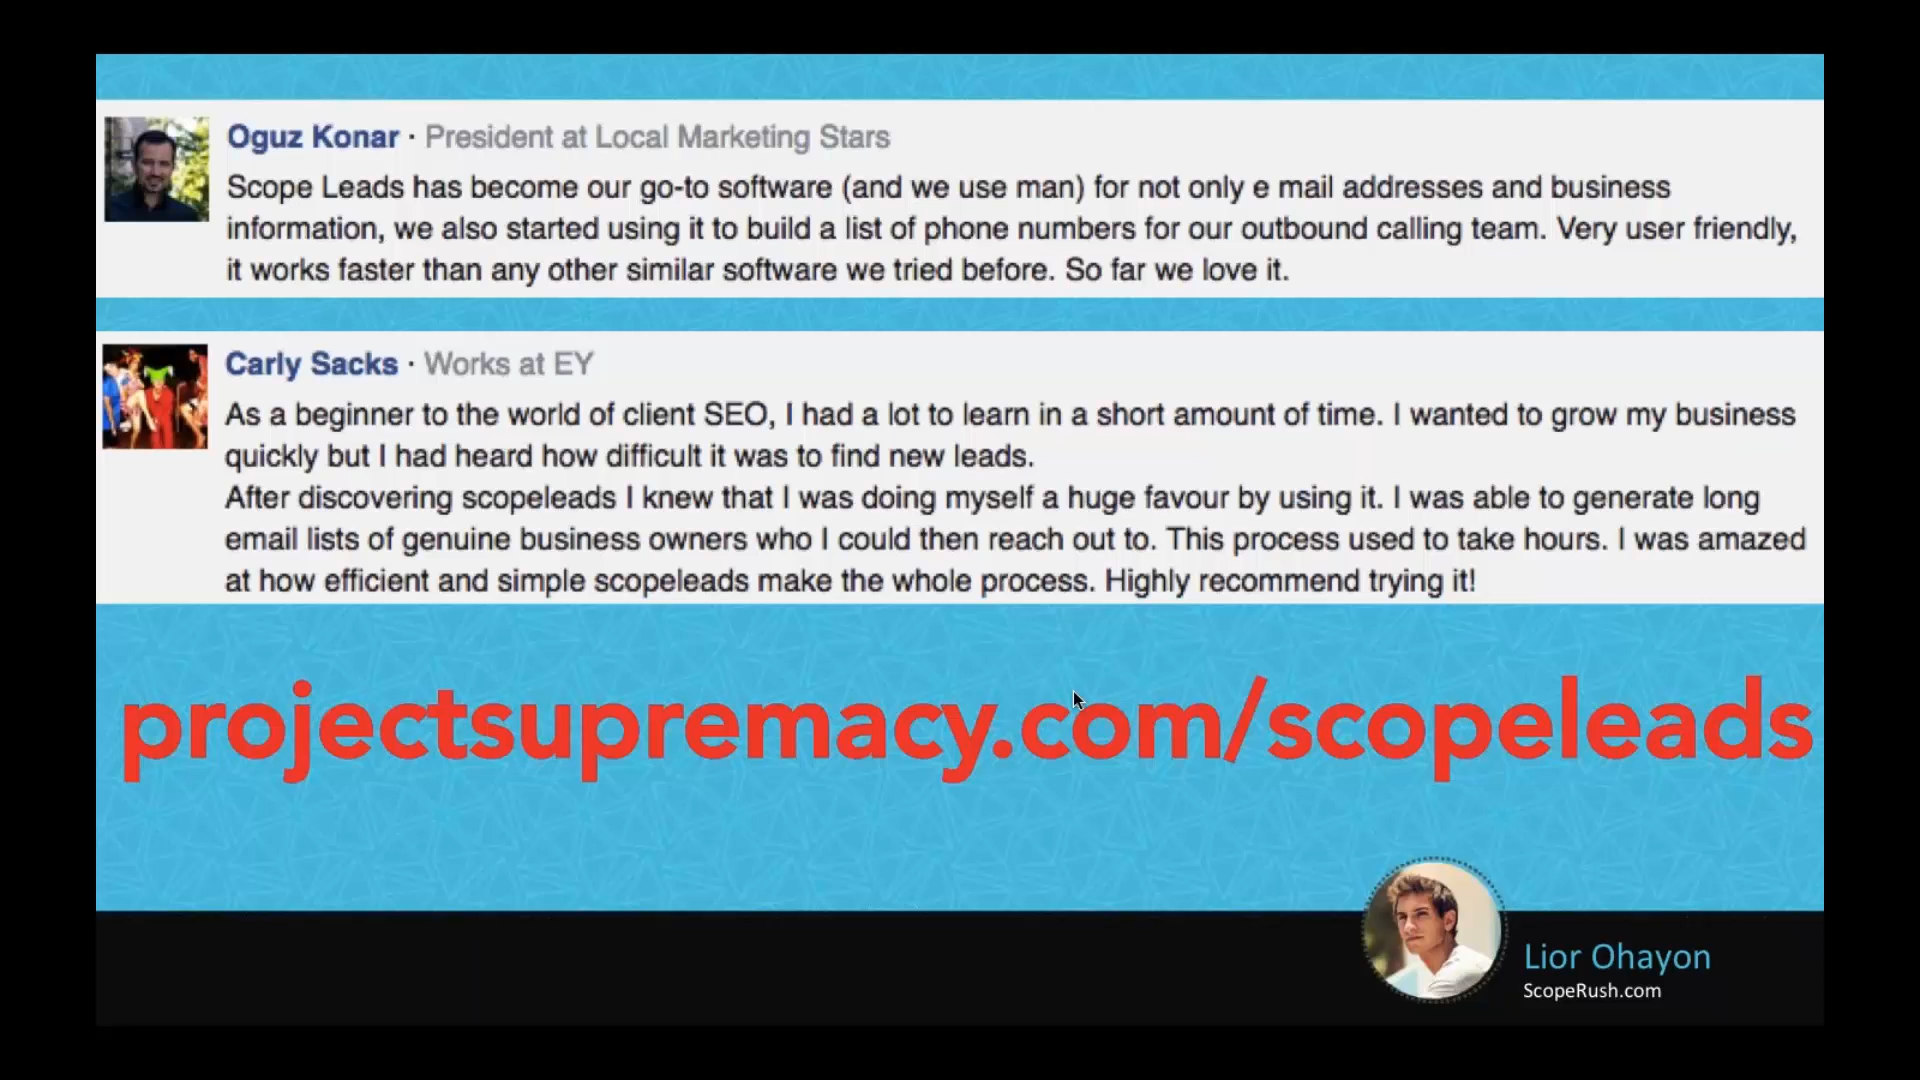 Oguz Konar · President at Local Marketing Stars
Scope Leads has become our go-to software (and we use man) for not only e mail addresses and business
information, we also started using it to build a list of phone numbers for our outbound calling team. Very user friendly,
it works faster than any other similar software we tried before. So far we love it.
Carly Sacks · Works at EY
As a beginner to the world of client SEO, I had a lot to learn in a short amount of time. I wanted to grow my business
quickly but I had heard how difficult it was to find new leads.
After discovering scopeleads I knew that I was doing myself a huge favour by using it. I was able to generate long
email lists of genuine business owners who I could then reach out to. This process used to take hours. I was amazed
at how efficient and simple scopeleads make the whole process. Highly recommend trying it!
projectsupremacy.com/scopeleads
Lior Ohayon
ScopeRush.com